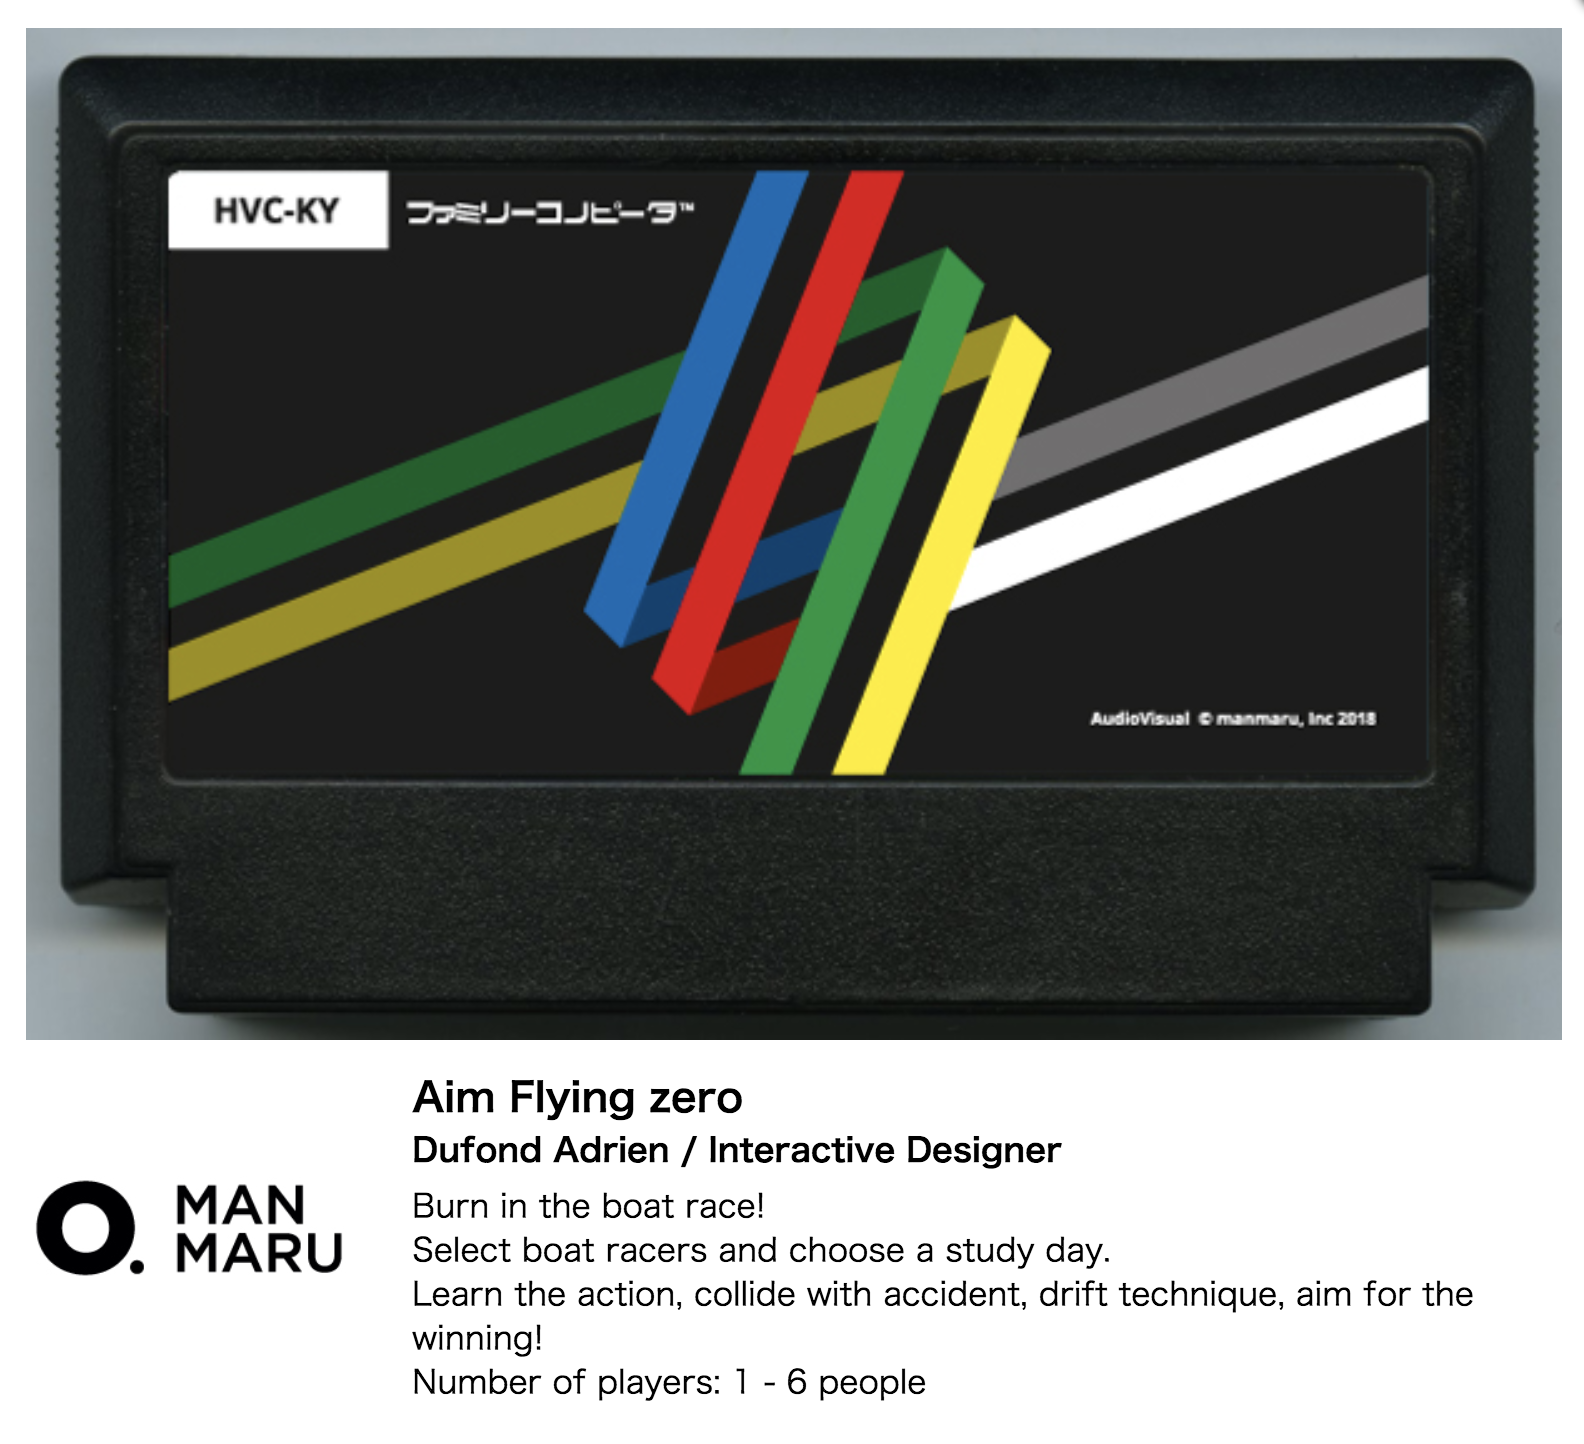 HVC-KY
ファミリーコンピュータ™
AudioVisual © manmaru, Inc 2018
Aim Flying zero
Dufond Adrien / Interactive Designer
MAN
MARU
Burn in the boat race!
Select boat racers and choose a study day.
Learn the action, collide with accident, drift technique, aim for the
winning!
Number of players: 1 - 6 people